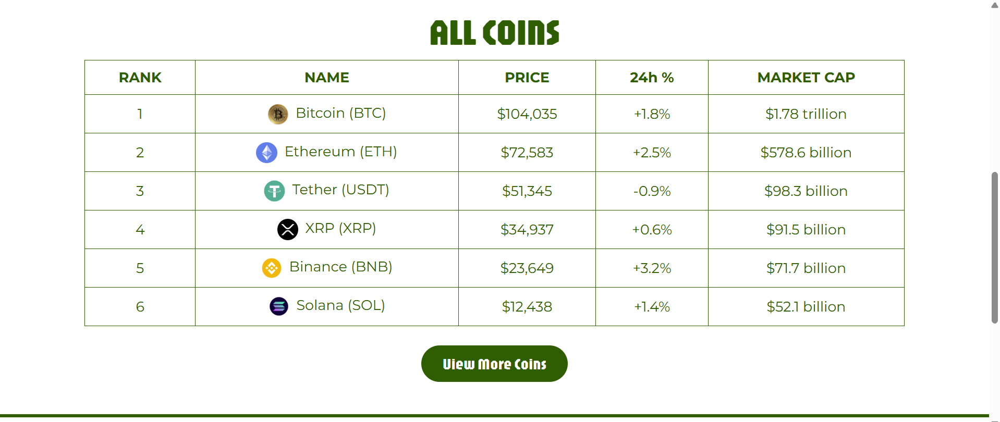 ALL COINS
RANK NAME PRICE 24h % MARKET CAP
1 Bitcoin (BTC) $104,035 +1.8% $1.78 trillion
2 Ethereum (ETH) $72,583 +2.5% $578.6 billion
3 Tether (USDT) $51,345 -0.9% $98.3 billion
4 XRP (XRP) $34,937 +0.6% $91.5 billion
5 Binance (BNB) $23,649 +3.2% $71.7 billion
6 Solana (SOL) $12,438 +1.4% $52.1 billion
View More Coins